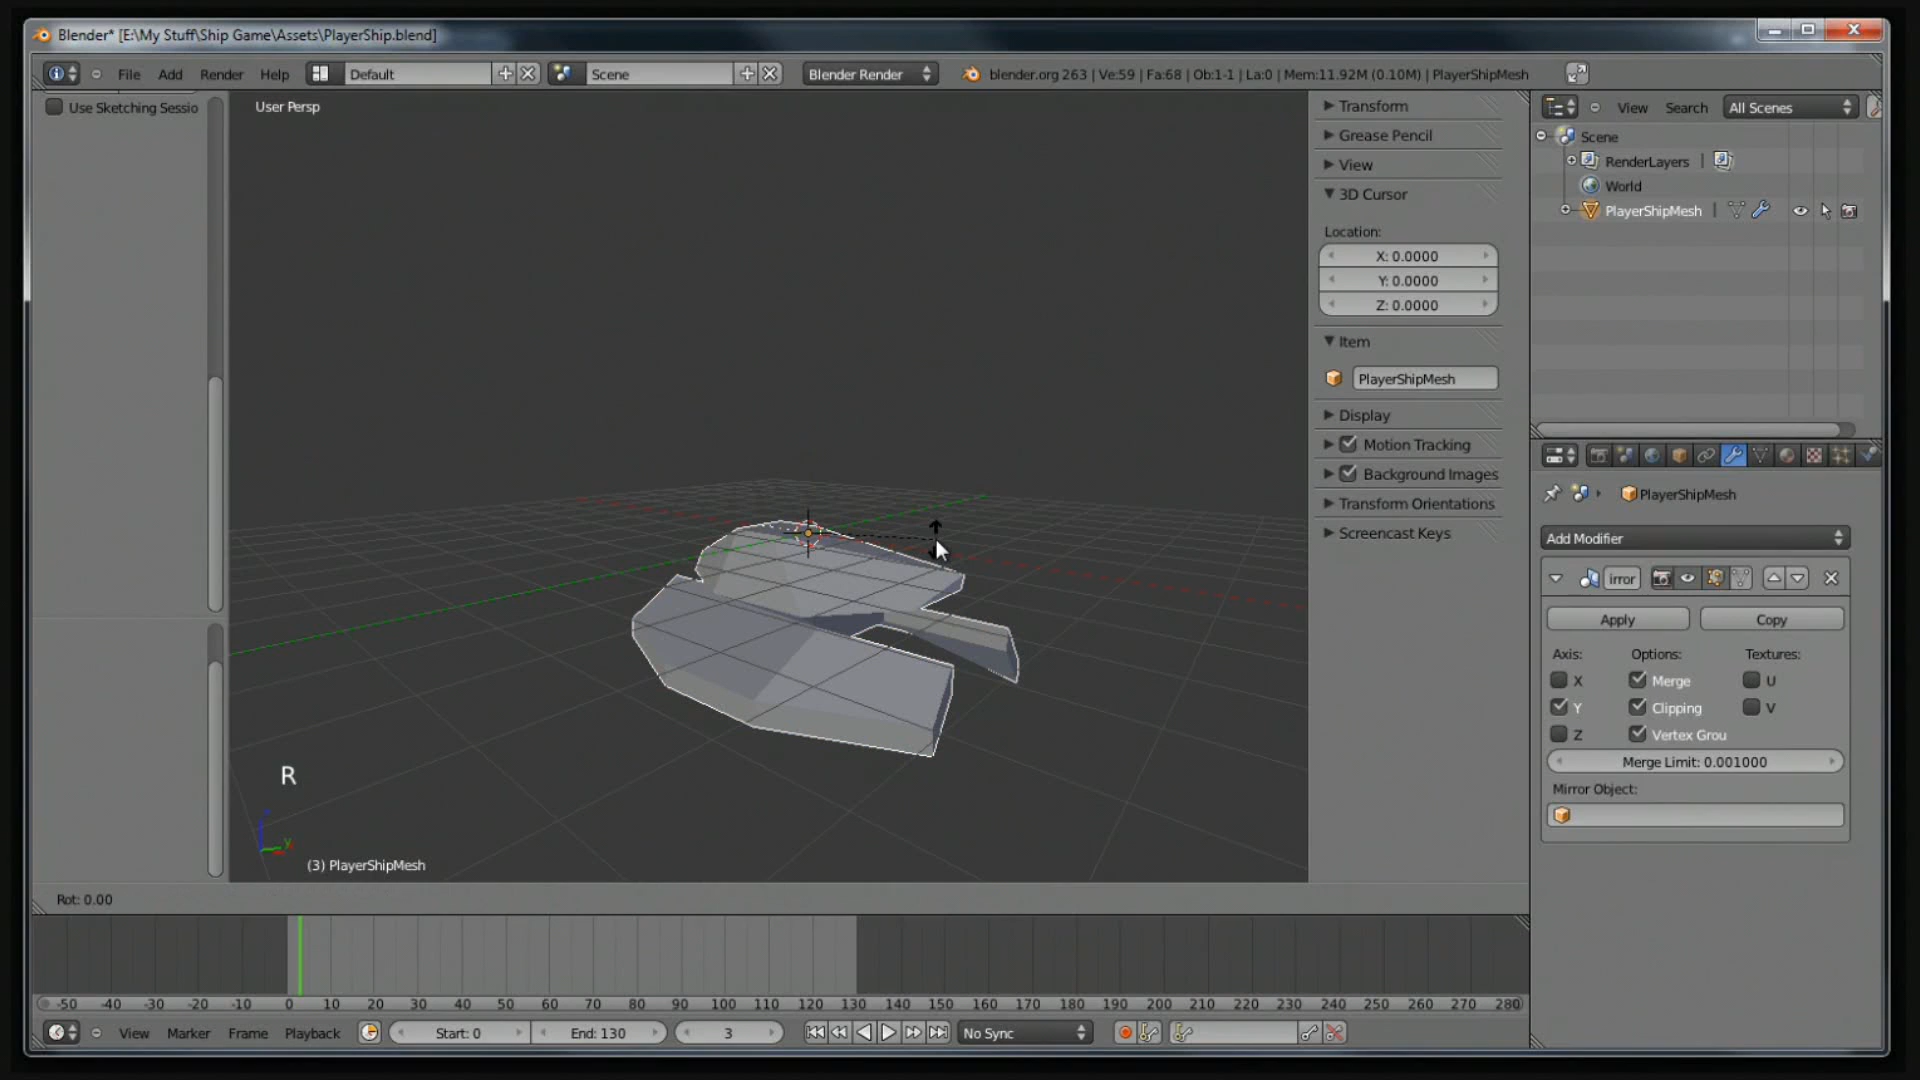 Blender* [E:\My Stuff\Ship Game\Assets\PlayerShip.blend]
File Add Render Help Default Scene Blender Render blender.org 263 | Ve:59 | Fa:68 | Ob:1-1 | La:0 | Mem:11.92M (0.10M) | PlayerShipMesh
Use Sketching Sessio
User Persp
Transform
Grease Pencil
View
3D Cursor
Location:
X: 0.0000
Y: 0.0000
Z: 0.0000
Item
PlayerShipMesh
Display
Motion Tracking
Background Images
Transform Orientations
Screencast Keys
View Search All Scenes
Scene
RenderLayers |
World
PlayerShipMesh |
PlayerShipMesh
Add Modifier
irror
Apply Copy
Axis: Options: Textures:
X Merge U
Y Clipping V
Z Vertex Grou
Merge Limit: 0.001000
Mirror Object:
R
y
(3) PlayerShipMesh
Rot: 0.00
-50 -40 -30 -20 -10 0 10 20 30 40 50 60 70 80 90 100 110 120 130 140 150 160 170 180 190 200 210 220 230 240 250 260 270 280
View Marker Frame Playback Start: 0 End: 130 3 No Sync